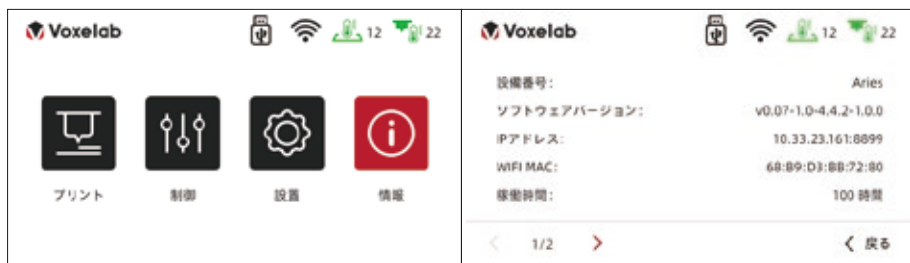 Voxelab 12 22
プリント 制御 設置 情報
Voxelab 12 22
設備番号: Aries
ソフトウェアバージョン: v0.07-1.0-4.4.2-1.0.0
IPアドレス: 10.33.23.161:8899
WIFI MAC: 68:B9:D3:BB:72:80
稼働時間: 100 時間
1/2 戻る